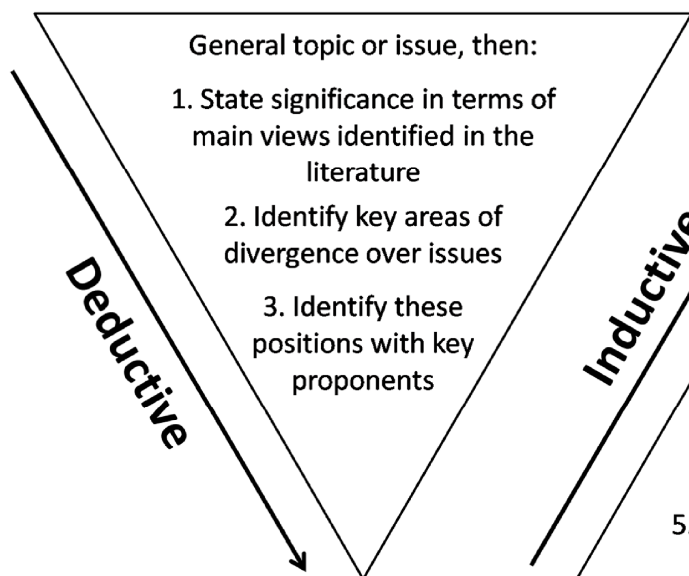 General topic or issue, then:
1. State significance in terms of
main views identified in the
literature
2. Identify key areas of
divergence over issues
3. Identify these
positions with key
proponents
Deductive
Inductive
5.